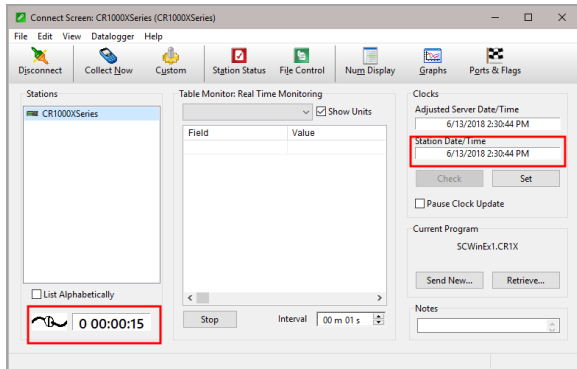 Connect Screen: CR1000XSeries (CR1000XSeries)
File Edit View Datalogger Help
Disconnect Collect Now Custom Station Status File Control Num Display Graphs Ports & Flags
Stations
CR1000XSeries
List Alphabetically
0 00:00:15
Table Monitor: Real Time Monitoring
Show Units
Field Value
Stop Interval 00 m 01 s
Clocks
Adjusted Server Date/Time
6/13/2018 2:30:44 PM
Station Date/Time
6/13/2018 2:30:44 PM
Check Set
Pause Clock Update
Current Program
SCWinEx1.CR1X
Send New... Retrieve...
Notes